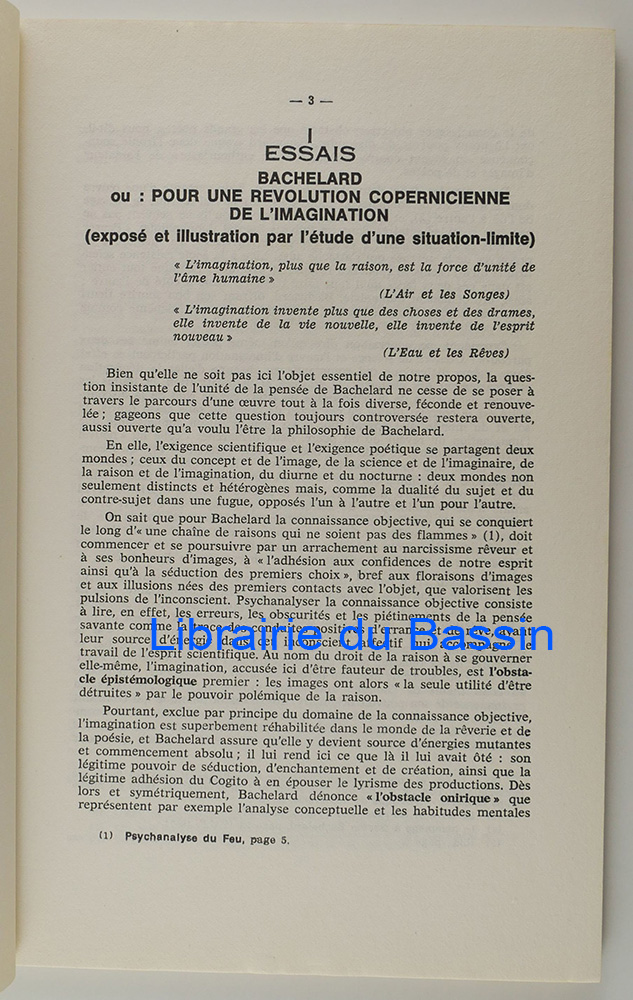 — 3 —
I
ESSAIS
BACHELARD
ou : POUR UNE REVOLUTION COPERNICIENNE
DE L'IMAGINATION
(exposé et illustration par l'étude d'une situation-limite)
« L'imagination, plus que la raison, est la force d'unité de
l'âme humaine »
(L'Air et les Songes)
« L'imagination invente plus que des choses et des drames,
elle invente de la vie nouvelle, elle invente de l'esprit
nouveau »
(L'Eau et les Rêves)
Bien qu'elle ne soit pas ici l'objet essentiel de notre propos, la ques-
tion insistante de l'unité de la pensée de Bachelard ne cesse de se poser à
travers le parcours d'une œuvre tout à la fois diverse, féconde et renouve-
lée ; gageons que cette question toujours controversée restera ouverte,
aussi ouverte qu'a voulu l'être la philosophie de Bachelard.
En elle, l'exigence scientifique et l'exigence poétique se partagent deux
mondes ; ceux du concept et de l'image, de la science et de l'imaginaire, de
la raison et de l'imagination, du diurne et du nocturne : deux mondes non
seulement distincts et hétérogènes mais, comme la dualité du sujet et du
contre-sujet dans une fugue, opposés l'un à l'autre et l'un pour l'autre.
On sait que pour Bachelard la connaissance objective, qui se conquiert
le long d'« une chaîne de raisons qui ne soient pas des flammes » (1), doit
commencer et se poursuivre par un arrachement au narcissisme rêveur et
à ses bonheurs d'images, à « l'adhésion aux confidences de notre esprit
ainsi qu'à la séduction des premiers choix », bref aux floraisons d'images
et aux illusions nées des premiers contacts avec l'objet, que valorisent les
pulsions de l'inconscient. Psychanalyser la connaissance objective consiste
à lire, en effet, les erreurs, les obscurités et les piétinements de la pensée
savante comme la trace des conduites et de rêve, ayant
leur source d'énergie dans cet inconscient affectif qui accompagne le
travail de l'esprit scientifique. Au nom du droit de la raison à se gouverner
elle-même, l'imagination, accusée ici d'être fauteur de troubles, est l'obsta-
cle épistémologique premier : les images ont alors « la seule utilité d'être
détruites » par le pouvoir polémique de la raison.
Pourtant, exclue par principe du domaine de la connaissance objective,
l'imagination est superbement réhabilitée dans le monde de la rêverie et de
la poésie, et Bachelard assure qu'elle y devient source d'énergies mutantes
et commencement absolu ; il lui rend ici ce que là il lui avait ôté : son
légitime pouvoir de séduction, d'enchantement et de création, ainsi que la
légitime adhésion du Cogito à en épouser le lyrisme des productions. Dès
lors et symétriquement, Bachelard dénonce « l'obstacle onirique » que
représentent par exemple l'analyse conceptuelle et les habitudes mentales
(1) Psychanalyse du Feu, page 5.
Librairie du Bassin